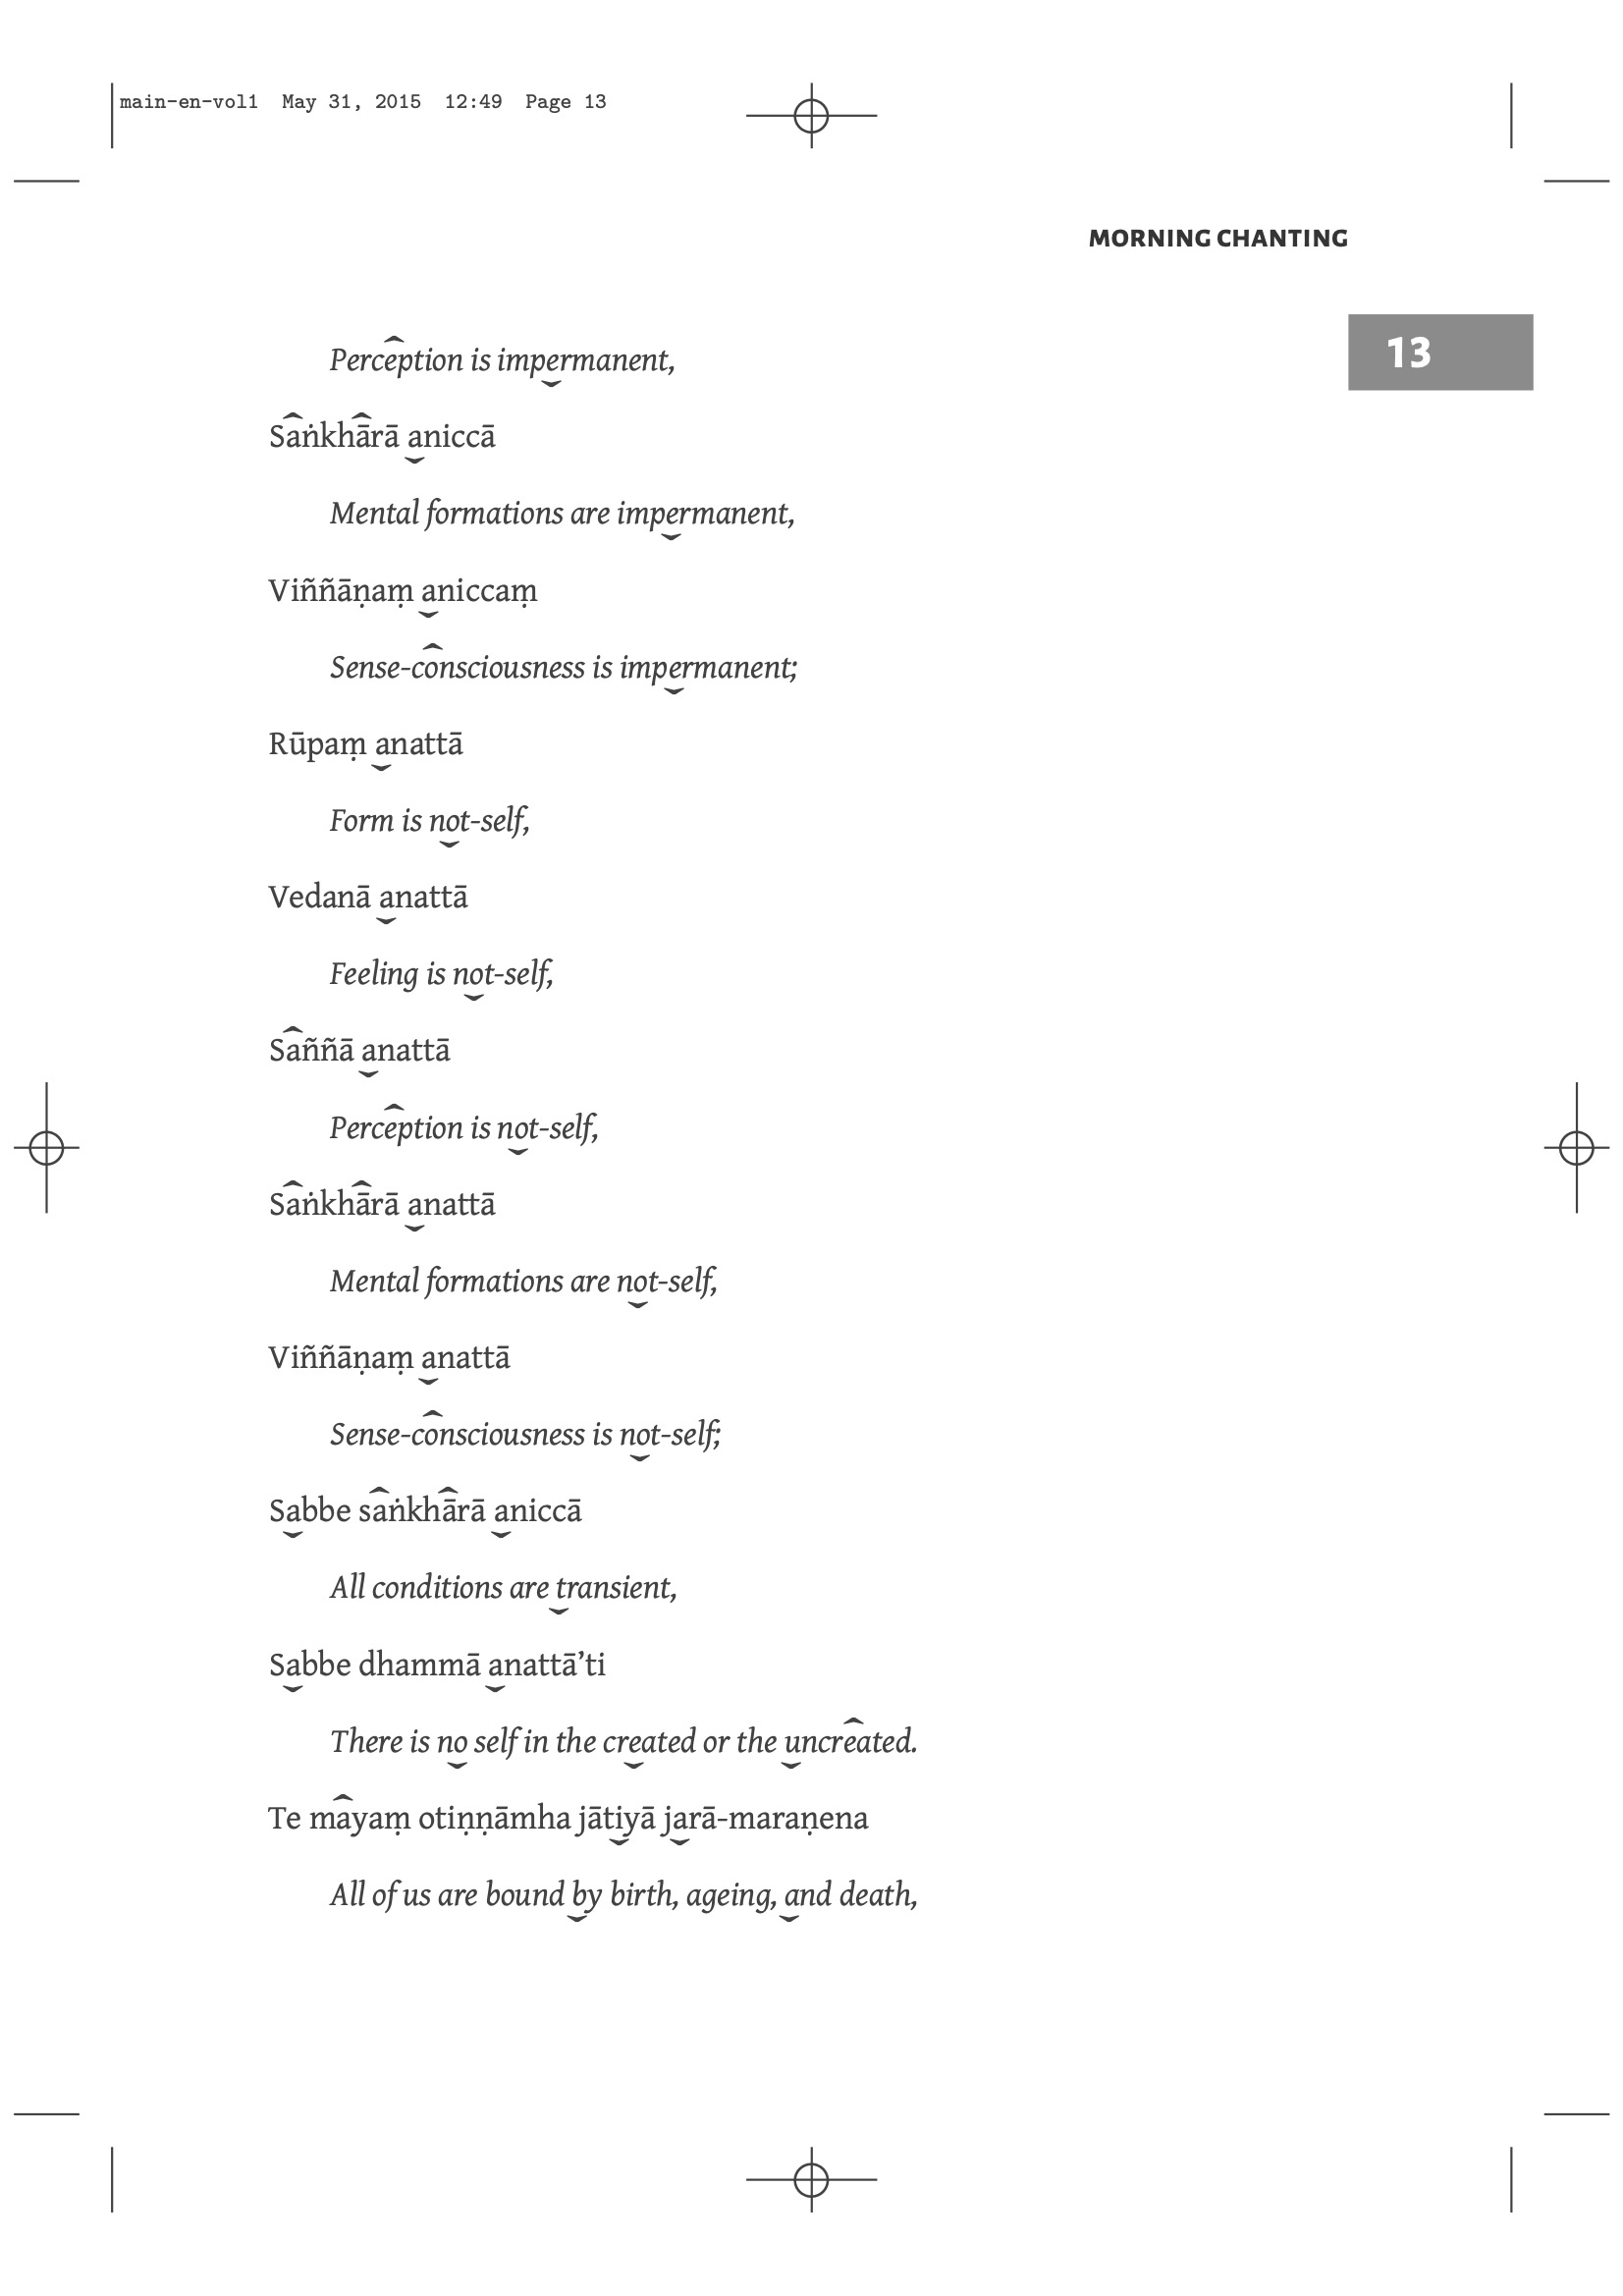 main-en-vol1 May 31, 2015 12:49 Page 13
MORNING CHANTING
13
Perception is impermanent,
Saṅkhārā aniccā
Mental formations are impermanent,
Viññāṇaṃ aniccaṃ
Sense-consciousness is impermanent;
Rūpaṃ anattā
Form is not-self,
Vedanā anattā
Feeling is not-self,
Saññā anattā
Perception is not-self,
Saṅkhārā anattā
Mental formations are not-self,
Viññāṇaṃ anattā
Sense-consciousness is not-self;
Sabbe saṅkhārā aniccā
All conditions are transient,
Sabbe dhammā anattā’ti
There is no self in the created or the uncreated.
Te mayaṃ otiṇṇāmha jātiyā jarā-maraṇena
All of us are bound by birth, ageing, and death,